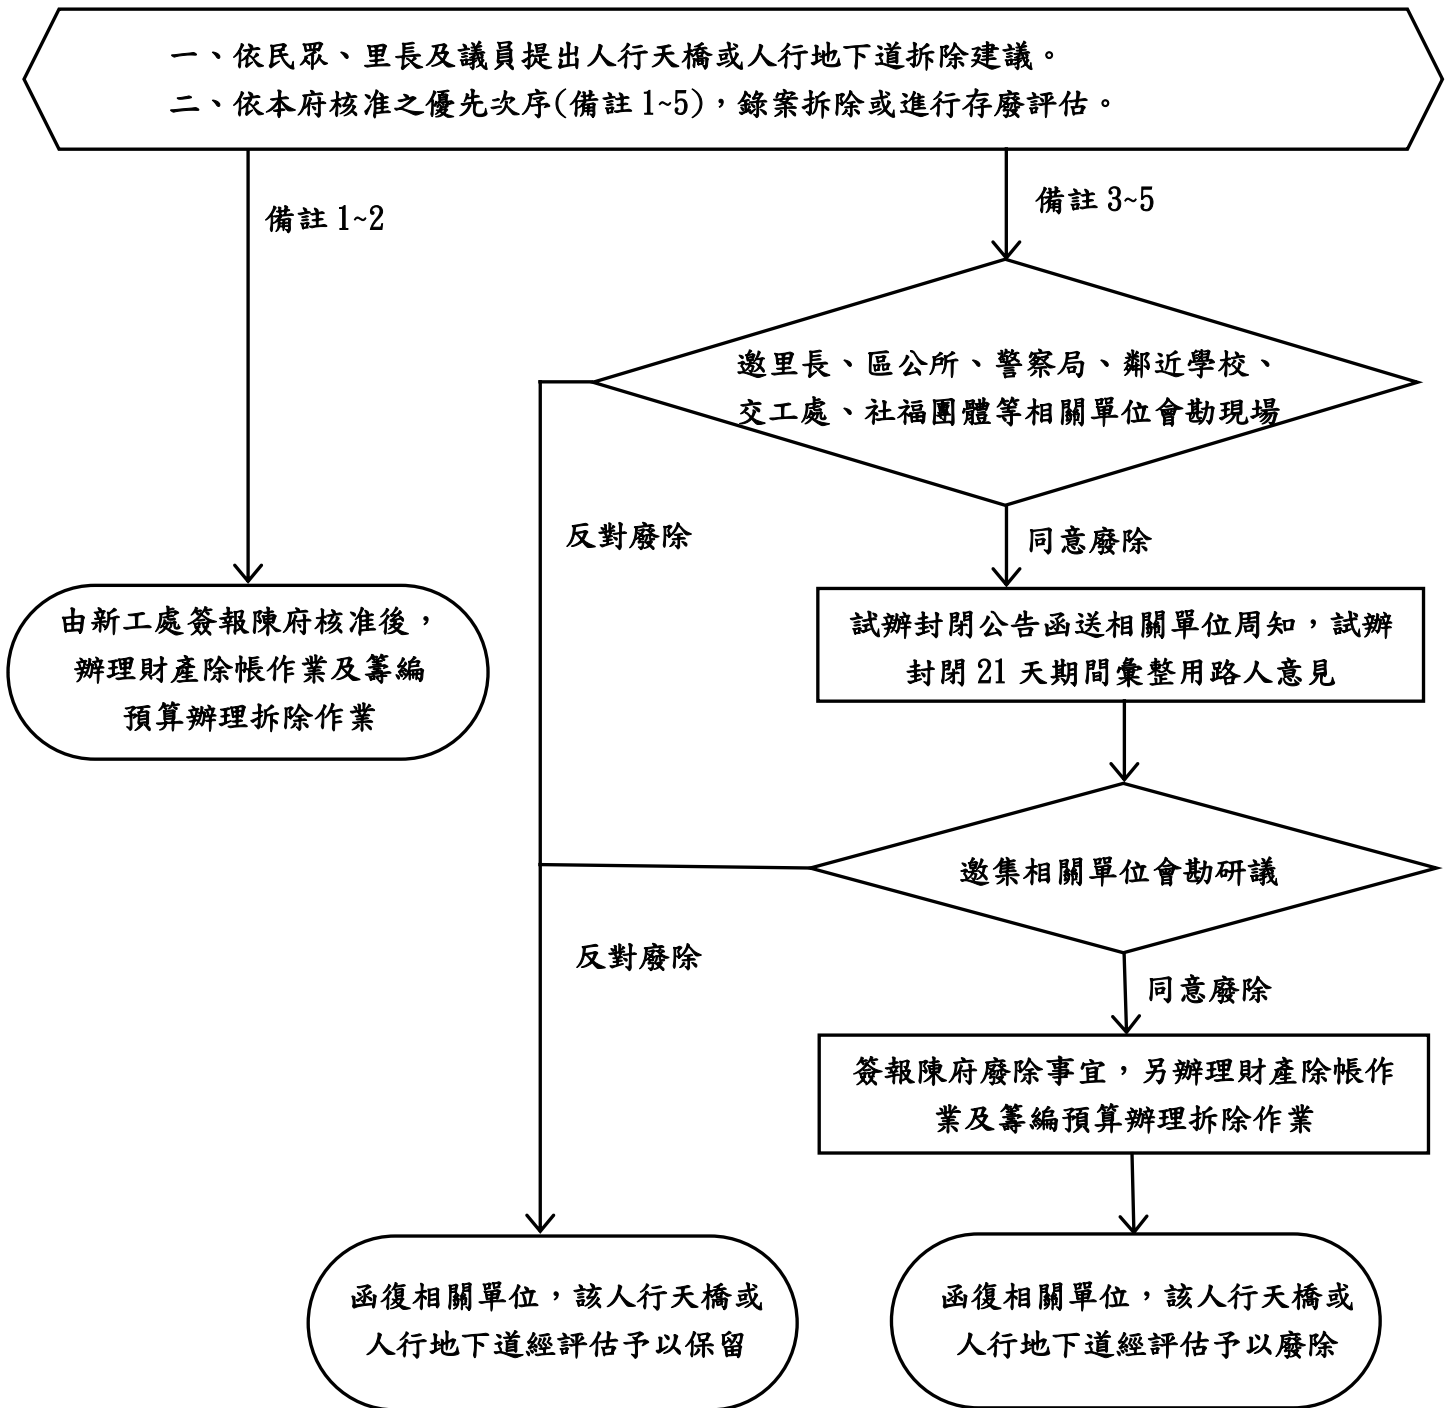 一、依民眾、里長及議員提出人行天橋或人行地下道拆除建議。
二、依本府核准之優先次序(備註 1~5)，錄案拆除或進行存廢評估。
備註 1~2
備註 3~5
邀里長、區公所、警察局、鄰近學校、
交工處、社福團體等相關單位會勘現場
反對廢除
同意廢除
由新工處簽報陳府核准後，
辦理財產除帳作業及籌編
預算辦理拆除作業
試辦封閉公告函送相關單位周知，試辦
封閉 21 天期間彙整用路人意見
邀集相關單位會勘研議
反對廢除
同意廢除
簽報陳府廢除事宜，另辦理財產除帳作
業及籌編預算辦理拆除作業
函復相關單位，該人行天橋或
人行地下道經評估予以保留
函復相關單位，該人行天橋或
人行地下道經評估予以廢除